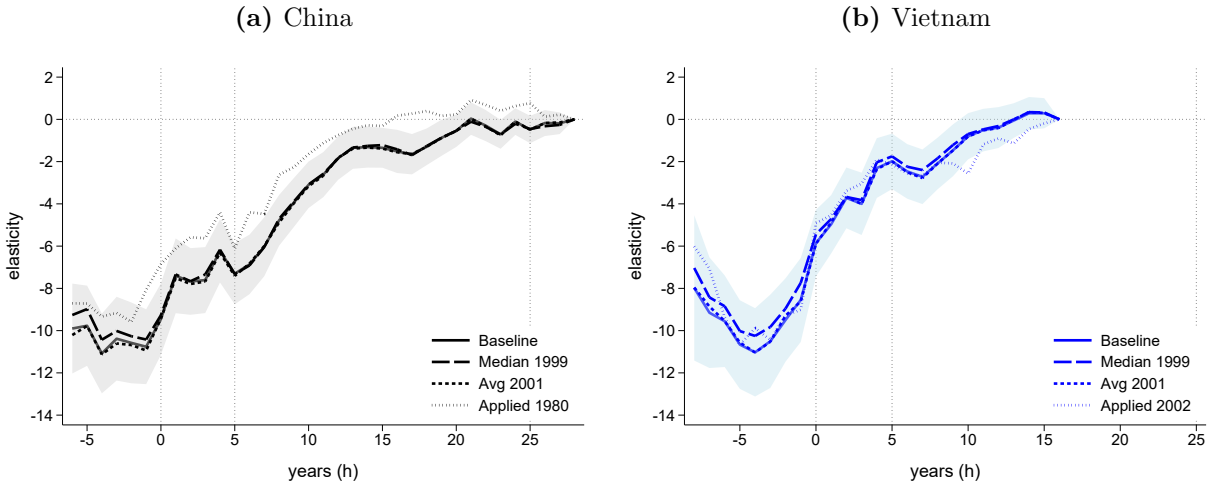 (a) China
2
0
-2
-4
-6
-8
-10
-12
-14
elasticity
-5 0 5 10 15 20 25
years (h)
Baseline
Median 1999
Avg 2001
Applied 1980
(b) Vietnam
2
0
-2
-4
-6
-8
-10
-12
-14
elasticity
-5 0 5 10 15 20 25
years (h)
Baseline
Median 1999
Avg 2001
Applied 2002